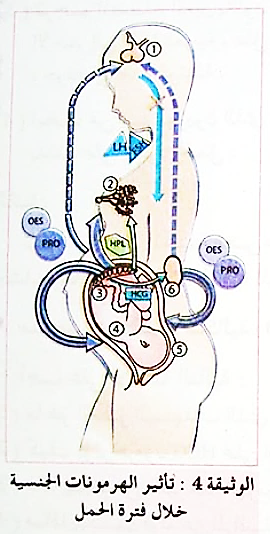 ①
LH
②
OES
PRO
HPL
OES
PRO
③
HCG
⑥
④
⑤
الوثيقة 4 : تأثير الهرمونات الجنسية
خلال فترة الحمل